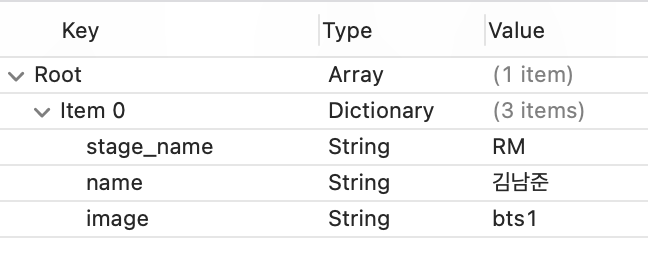 Key Type Value
Root Array (1 item)
Item 0 Dictionary (3 items)
stage_name String RM
name String 김남준
image String bts1